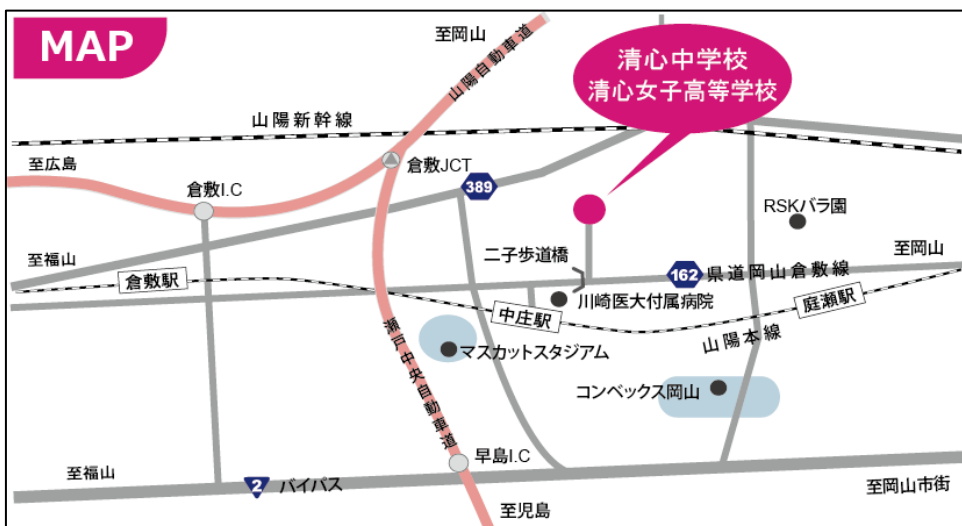 MAP
至岡山
山陽自動車道
清心中学校
清心女子高等学校
山陽新幹線
至広島
倉敷JCT
倉敷I.C
389
RSKバラ園
至福山
二子歩道橋
至岡山
倉敷駅
162
県道岡山倉敷線
川崎医大付属病院
中庄駅
庭瀬駅
山陽本線
瀬戸中央自動車道
マスカットスタジアム
コンベックス岡山
早島I.C
至福山
2
バイパス
至岡山市街
至児島